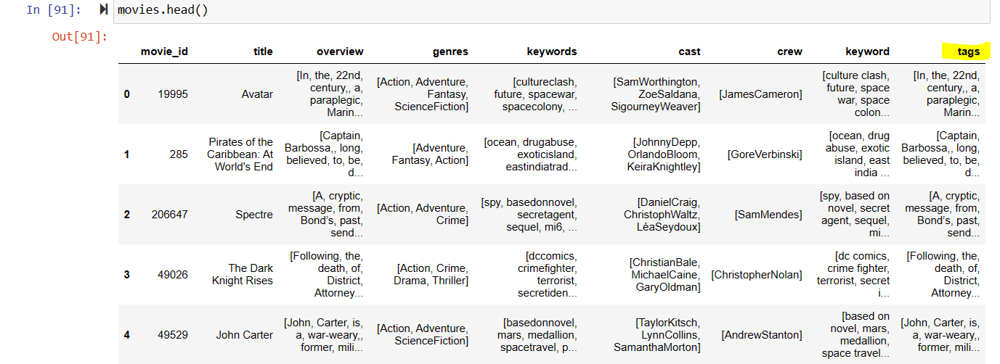 In [91]: movies.head()
Out[91]:
movie_id title overview genres keywords cast crew keyword tags
0 19995 Avatar [In, the, 22nd, century,, a, paraplegic, Marin... [Action, Adventure, Fantasy, ScienceFiction] [cultureclash, future, spacewar, spacecolony, ... [SamWorthington, ZoeSaldana, SigourneyWeaver] [JamesCameron] [culture clash, future, space war, space colon... [In, the, 22nd, century,, a, paraplegic, Marin...
1 285 Pirates of the Caribbean: At World's End [Captain, Barbossa,, long, believed, to, be, d... [Adventure, Fantasy, Action] [ocean, drugabuse, exoticisland, eastindiatrad... [JohnnyDepp, OrlandoBloom, KeiraKnightley] [GoreVerbinski] [ocean, drug abuse, exotic island, east india ... [Captain, Barbossa,, long, believed, to, be, d...
2 206647 Spectre [A, cryptic, message, from, Bond’s, past, send... [Action, Adventure, Crime] [spy, basedonnovel, secretagent, sequel, mi6, ... [DanielCraig, ChristophWaltz, LéaSeydoux] [SamMendes] [spy, based on novel, secret agent, sequel, mi... [A, cryptic, message, from, Bond’s, past, send...
3 49026 The Dark Knight Rises [Following, the, death, of, District, Attorney... [Action, Crime, Drama, Thriller] [dccomics, crimefighter, terrorist, secretiden... [ChristianBale, MichaelCaine, GaryOldman] [ChristopherNolan] [dc comics, crime fighter, terrorist, secret i... [Following, the, death, of, District, Attorney...
4 49529 John Carter [John, Carter, is, a, war-weary,, former, mili... [Action, Adventure, ScienceFiction] [basedonnovel, mars, medallion, spacetravel, p... [TaylorKitsch, LynnCollins, SamanthaMorton] [AndrewStanton] [based on novel, mars, medallion, space travel... [John, Carter, is, a, war-weary,, former, mili...